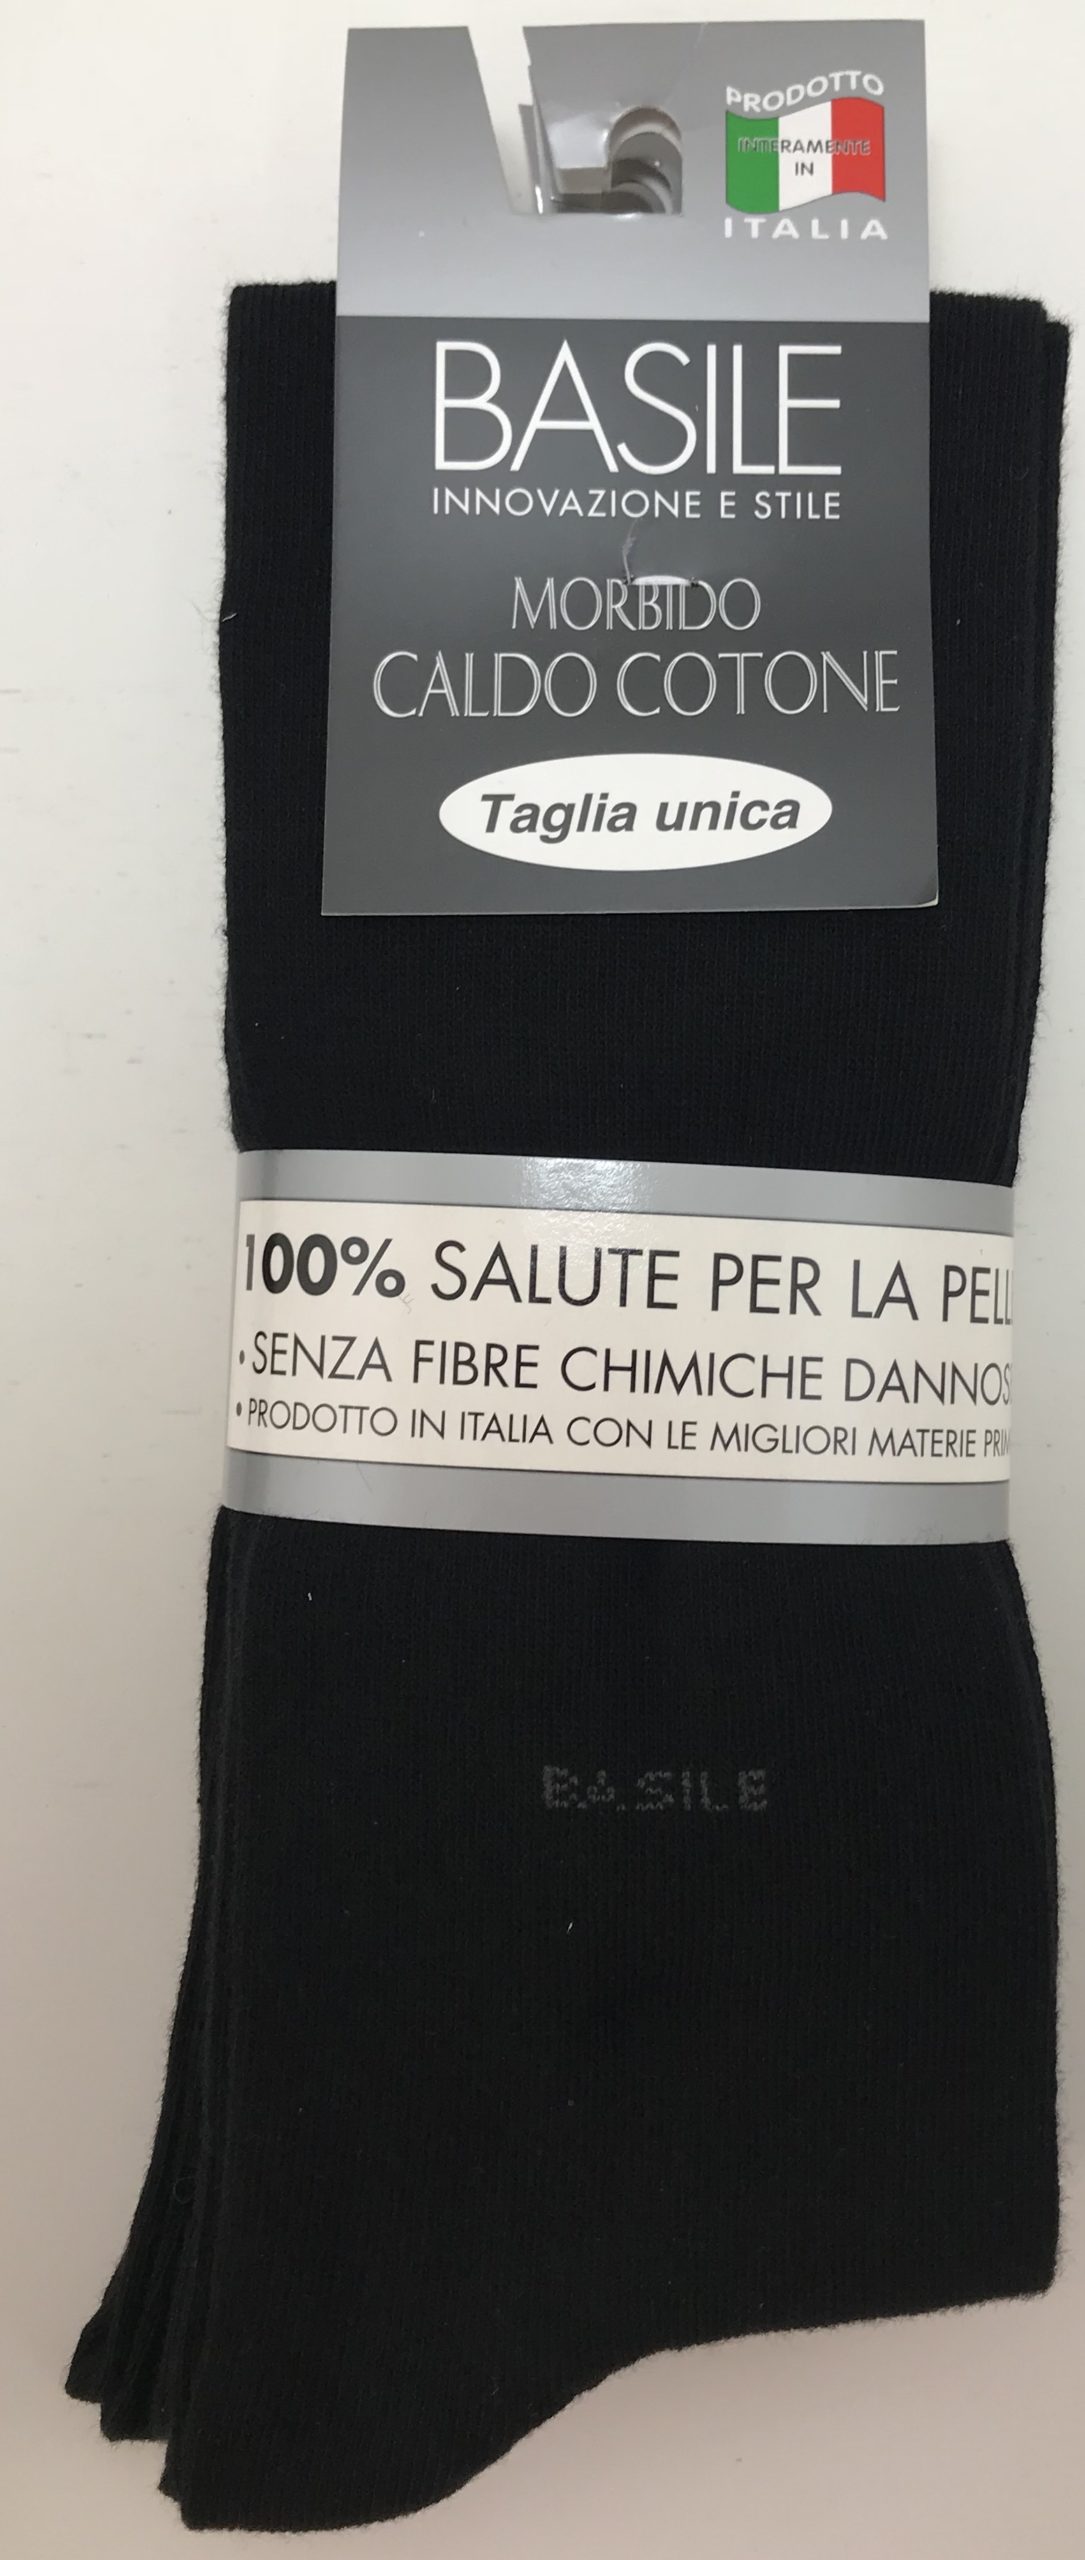 PRODOTTO
INTERAMENTE
IN
ITALIA
BASILE
INNOVAZIONE E STILE
MORBIDO
CALDO COTONE
Taglia unica
100% SALUTE PER LA PELL
• SENZA FIBRE CHIMICHE DANNOS
• PRODOTTO IN ITALIA CON LE MIGLIORI MATERIE PRIM
BASILE